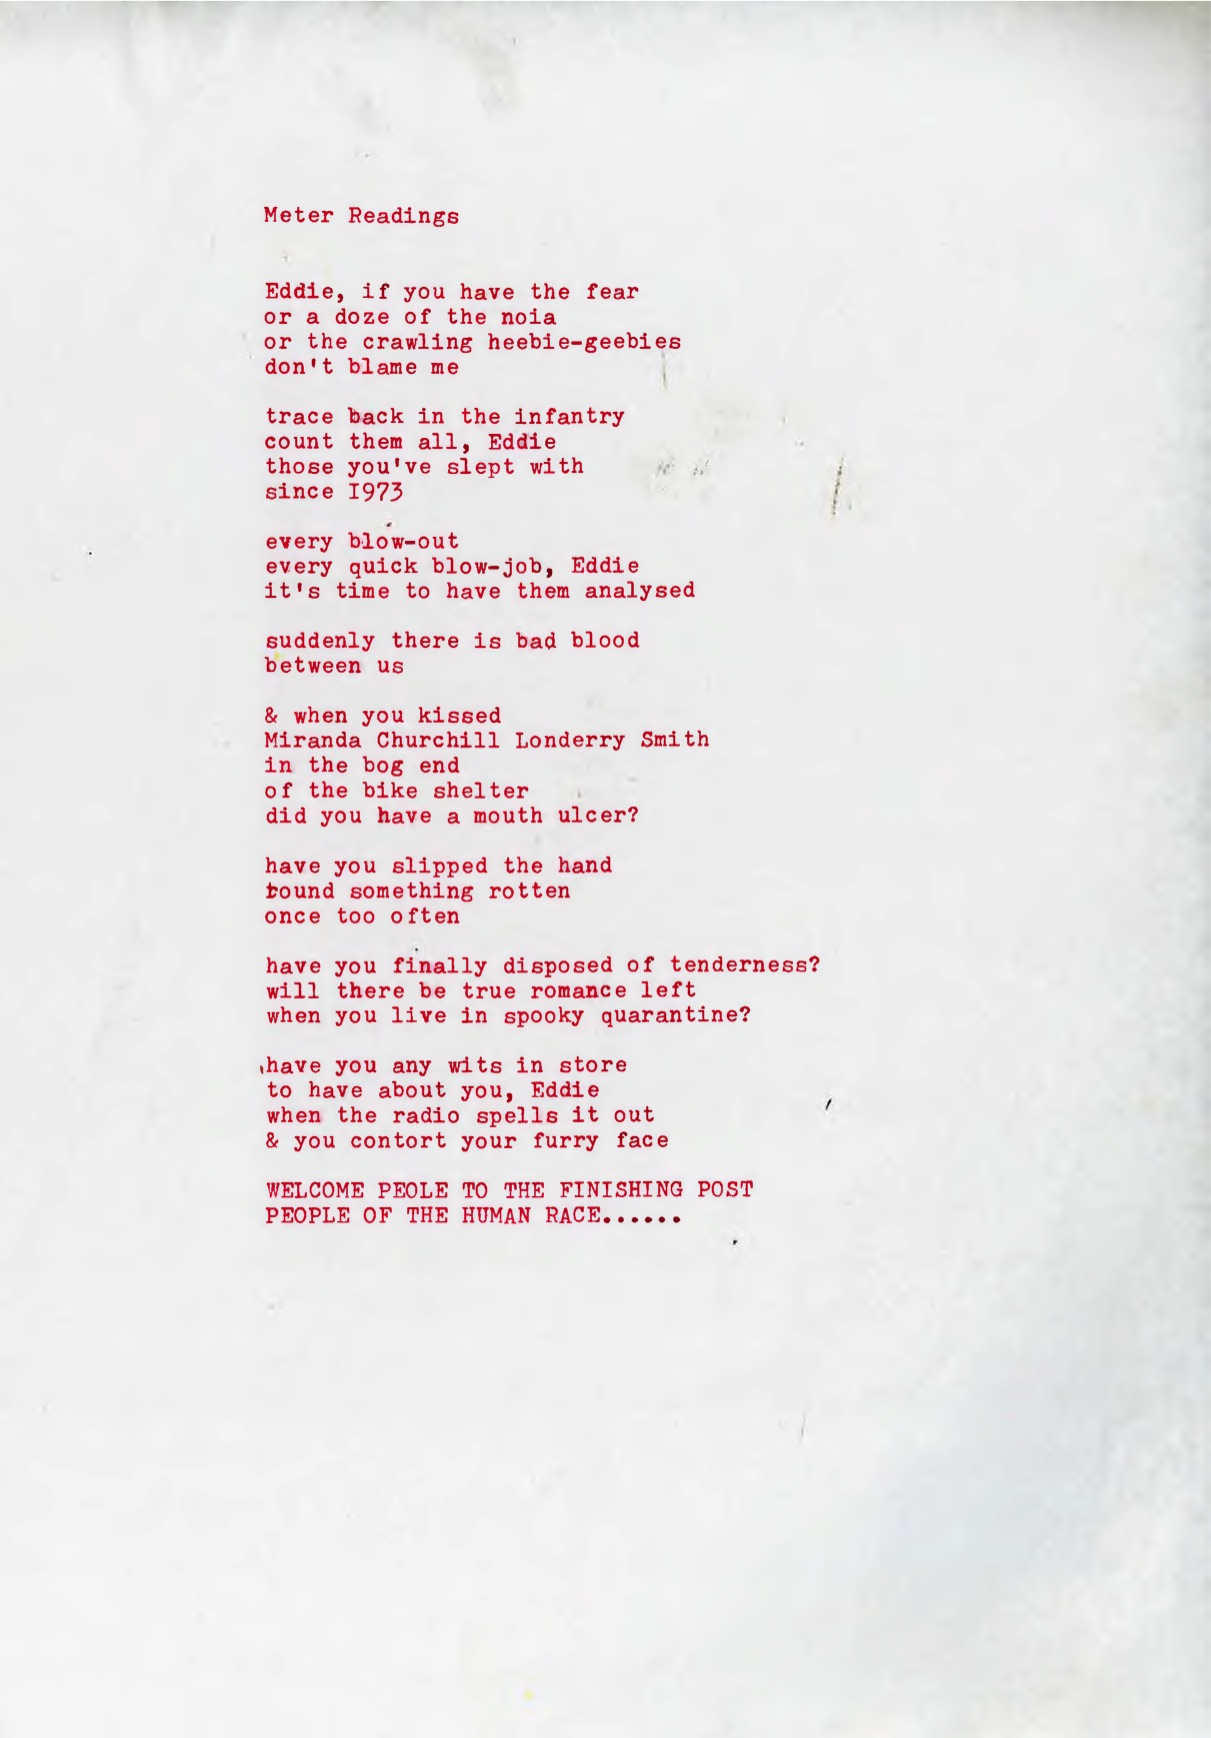 Meter Readings
Eddie, if you have the fear
or a doze of the noia
or the crawling heebie-geebies
don't blame me
trace back in the infantry
count them all, Eddie
those you've slept with
since I973
every blow-out
every quick blow-job, Eddie
it's time to have them analysed
suddenly there is bad blood
between us
& when you kissed
Miranda Churchill Londerry Smith
in the bog end
of the bike shelter
did you have a mouth ulcer?
have you slipped the hand
round something rotten
once too often
have you finally disposed of tenderness?
will there be true romance left
when you live in spooky quarantine?
have you any wits in store
to have about you, Eddie
when the radio spells it out
& you contort your furry face
WELCOME PEOLE TO THE FINISHING POST
PEOPLE OF THE HUMAN RACE......